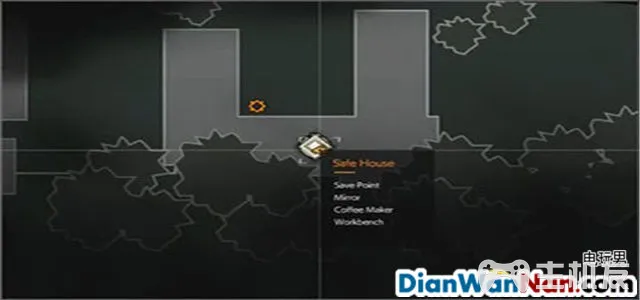 Safe House
Save Point
Mirror
Coffee Maker
Workbench
电玩男
DianWanNan.com